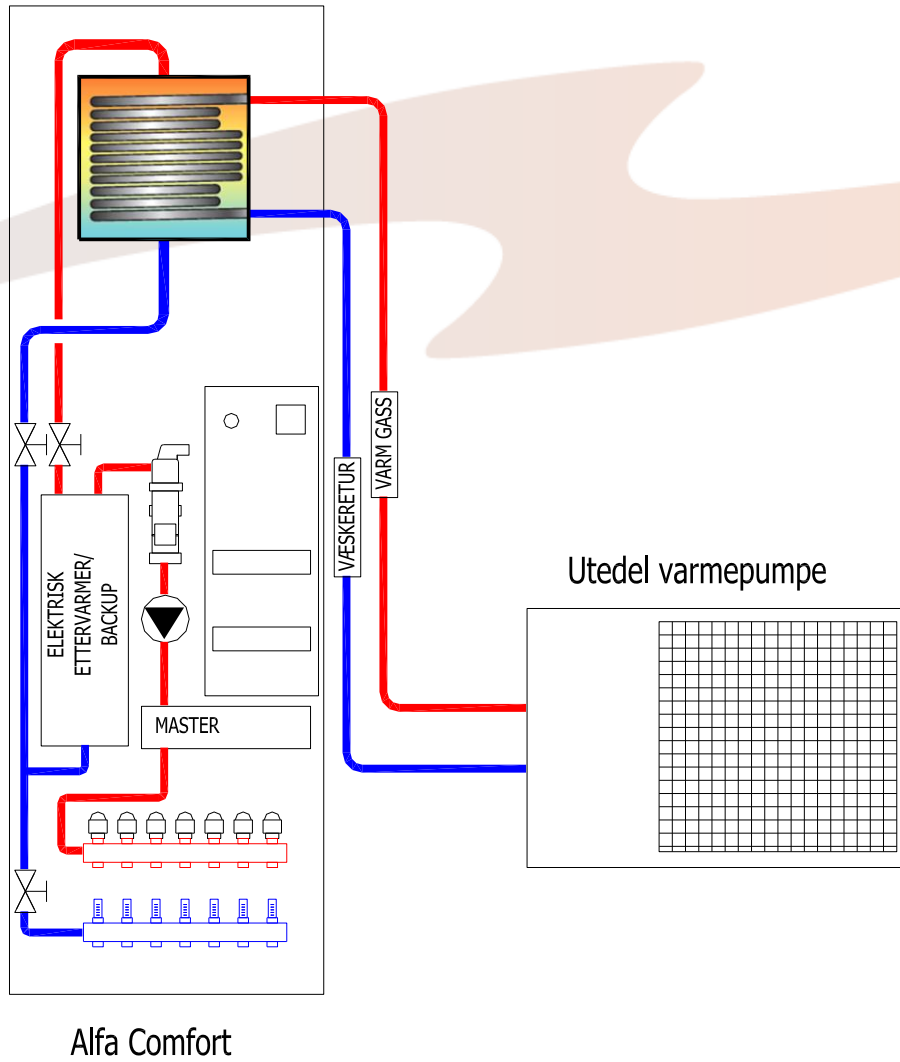 VARM GASS
VÆSKERETUR
ELEKTRISK
ETTERVARMER/
BACKUP
Utedel varmepumpe
MASTER
Alfa Comfort